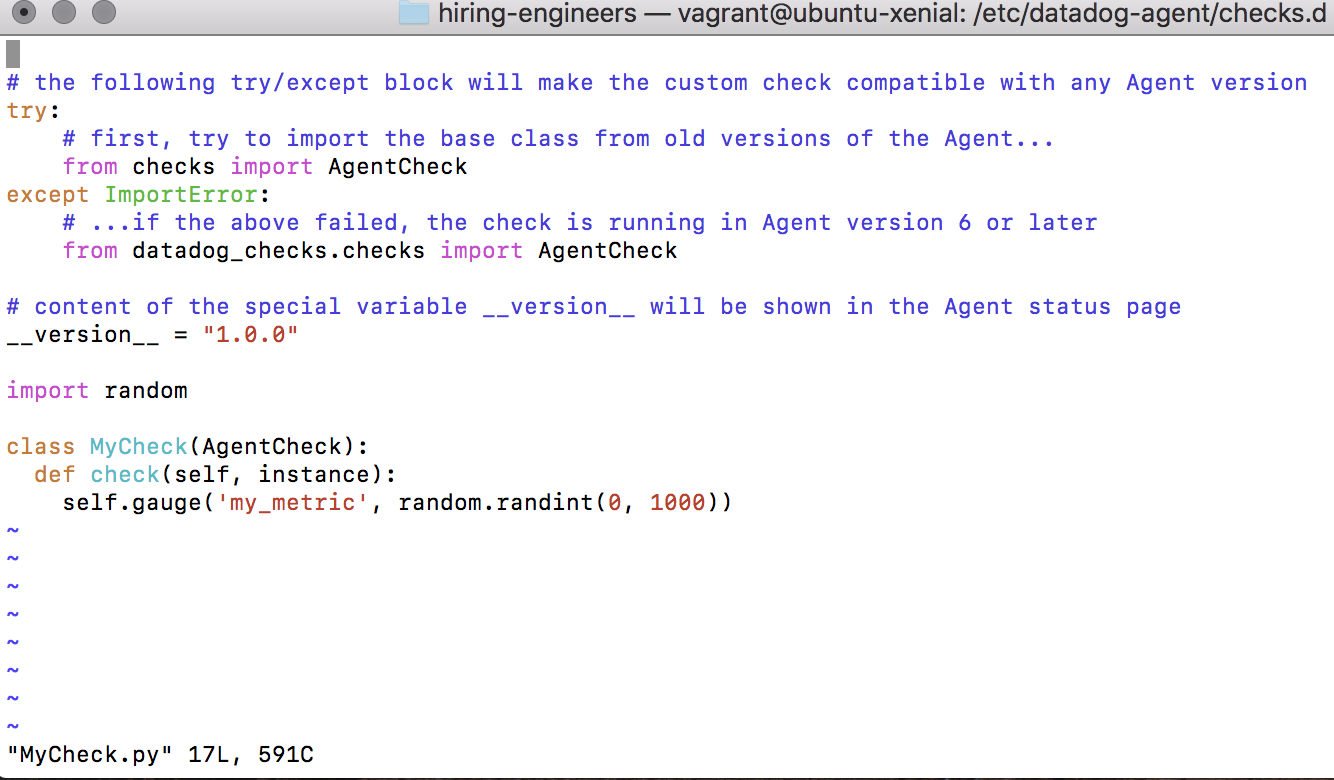 hiring-engineers — vagrant@ubuntu-xenial: /etc/datadog-agent/checks.d
# the following try/except block will make the custom check compatible with any Agent version
try:
    # first, try to import the base class from old versions of the Agent...
    from checks import AgentCheck
except ImportError:
    # ...if the above failed, the check is running in Agent version 6 or later
    from datadog_checks.checks import AgentCheck

# content of the special variable __version__ will be shown in the Agent status page
__version__ = "1.0.0"

import random

class MyCheck(AgentCheck):
  def check(self, instance):
    self.gauge('my_metric', random.randint(0, 1000))
~
~
~
~
~
~
~
~
"MyCheck.py" 17L, 591C